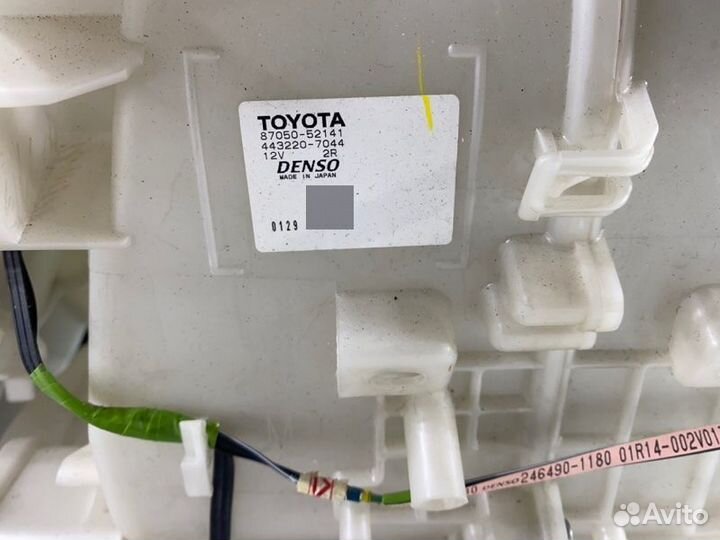 TOYOTA
87050-52141
443220-7044
12V 2R
DENSO
MADE IN JAPAN
0129
DENSO 246490-1180 01R14-002V01
Avito